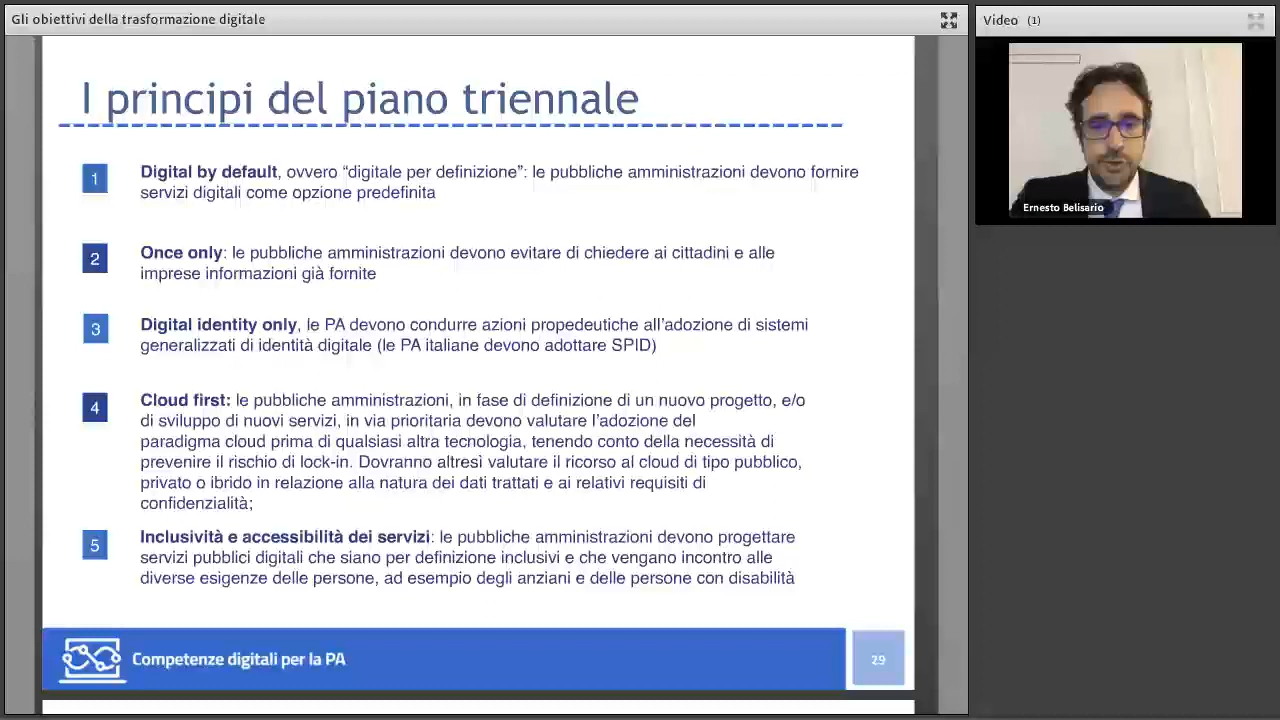 Gli obiettivi della trasformazione digitale
Video (1)
I principi del piano triennale
1
Digital by default, ovvero “digitale per definizione”: le pubbliche amministrazioni devono fornire
servizi digitali come opzione predefinita
2
Once only: le pubbliche amministrazioni devono evitare di chiedere ai cittadini e alle
imprese informazioni già fornite
3
Digital identity only, le PA devono condurre azioni propedeutiche all’adozione di sistemi
generalizzati di identità digitale (le PA italiane devono adottare SPID)
4
Cloud first: le pubbliche amministrazioni, in fase di definizione di un nuovo progetto, e/o
di sviluppo di nuovi servizi, in via prioritaria devono valutare l’adozione del
paradigma cloud prima di qualsiasi altra tecnologia, tenendo conto della necessità di
prevenire il rischio di lock-in. Dovranno altresì valutare il ricorso al cloud di tipo pubblico,
privato o ibrido in relazione alla natura dei dati trattati e ai relativi requisiti di
confidenzialità;
5
Inclusività e accessibilità dei servizi: le pubbliche amministrazioni devono progettare
servizi pubblici digitali che siano per definizione inclusivi e che vengano incontro alle
diverse esigenze delle persone, ad esempio degli anziani e delle persone con disabilità
Competenze digitali per la PA
29
Ernesto Belisario